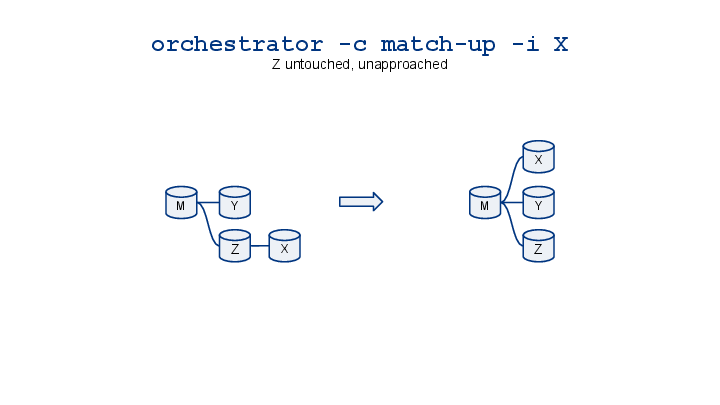 orchestrator -c match-up -i X
Z untouched, unapproached
X
M Y M Y
Z X Z